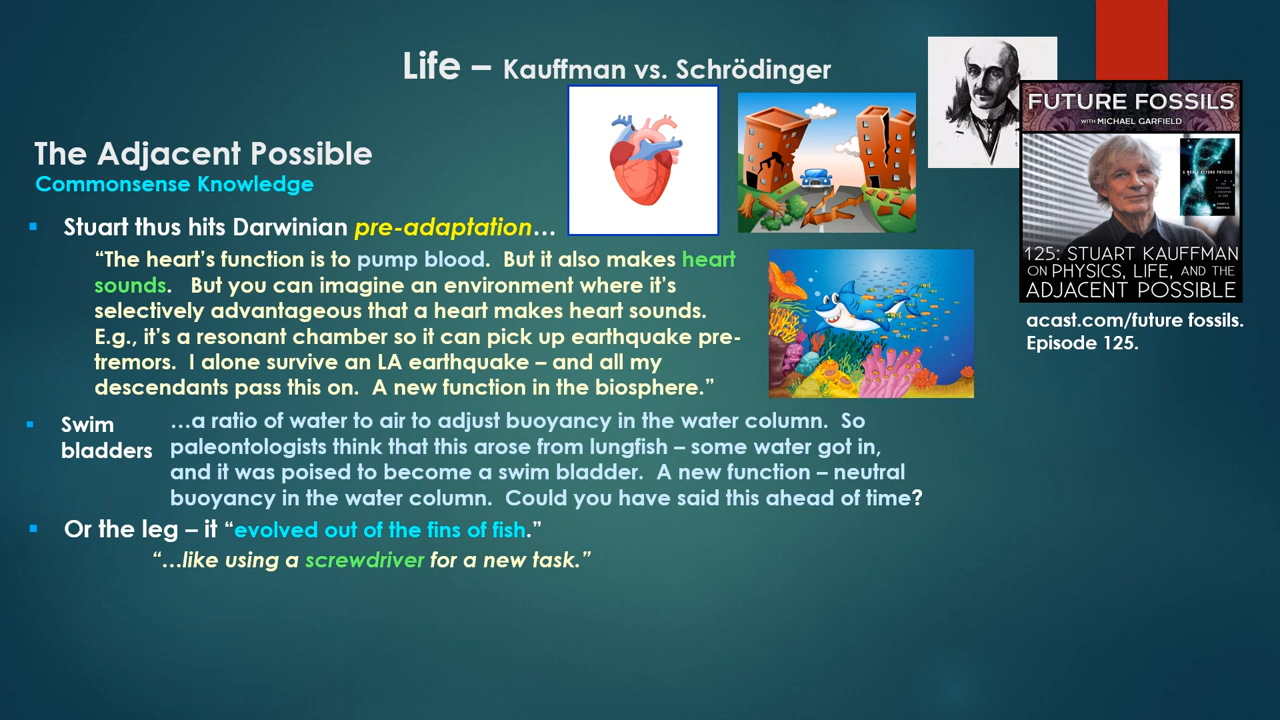 Life – Kauffman vs. Schrödinger
The Adjacent Possible
Commonsense Knowledge
Stuart thus hits Darwinian pre-adaptation…
“The heart’s function is to pump blood. But it also makes heart
sounds. But you can imagine an environment where it’s
selectively advantageous that a heart makes heart sounds.
E.g., it’s a resonant chamber so it can pick up earthquake pre-
tremors. I alone survive an LA earthquake – and all my
descendants pass this on. A new function in the biosphere.”
Swim
bladders
…a ratio of water to air to adjust buoyancy in the water column. So
paleontologists think that this arose from lungfish – some water got in,
and it was poised to become a swim bladder. A new function – neutral
buoyancy in the water column. Could you have said this ahead of time?
Or the leg – it “evolved out of the fins of fish.”
“…like using a screwdriver for a new task.”
FUTURE FOSSILS
WITH MICHAEL GARFIELD
A WORLD BEYOND PHYSICS
125: STUART KAUFFMAN
ON PHYSICS, LIFE, AND THE
ADJACENT POSSIBLE
acast.com/future fossils.
Episode 125.